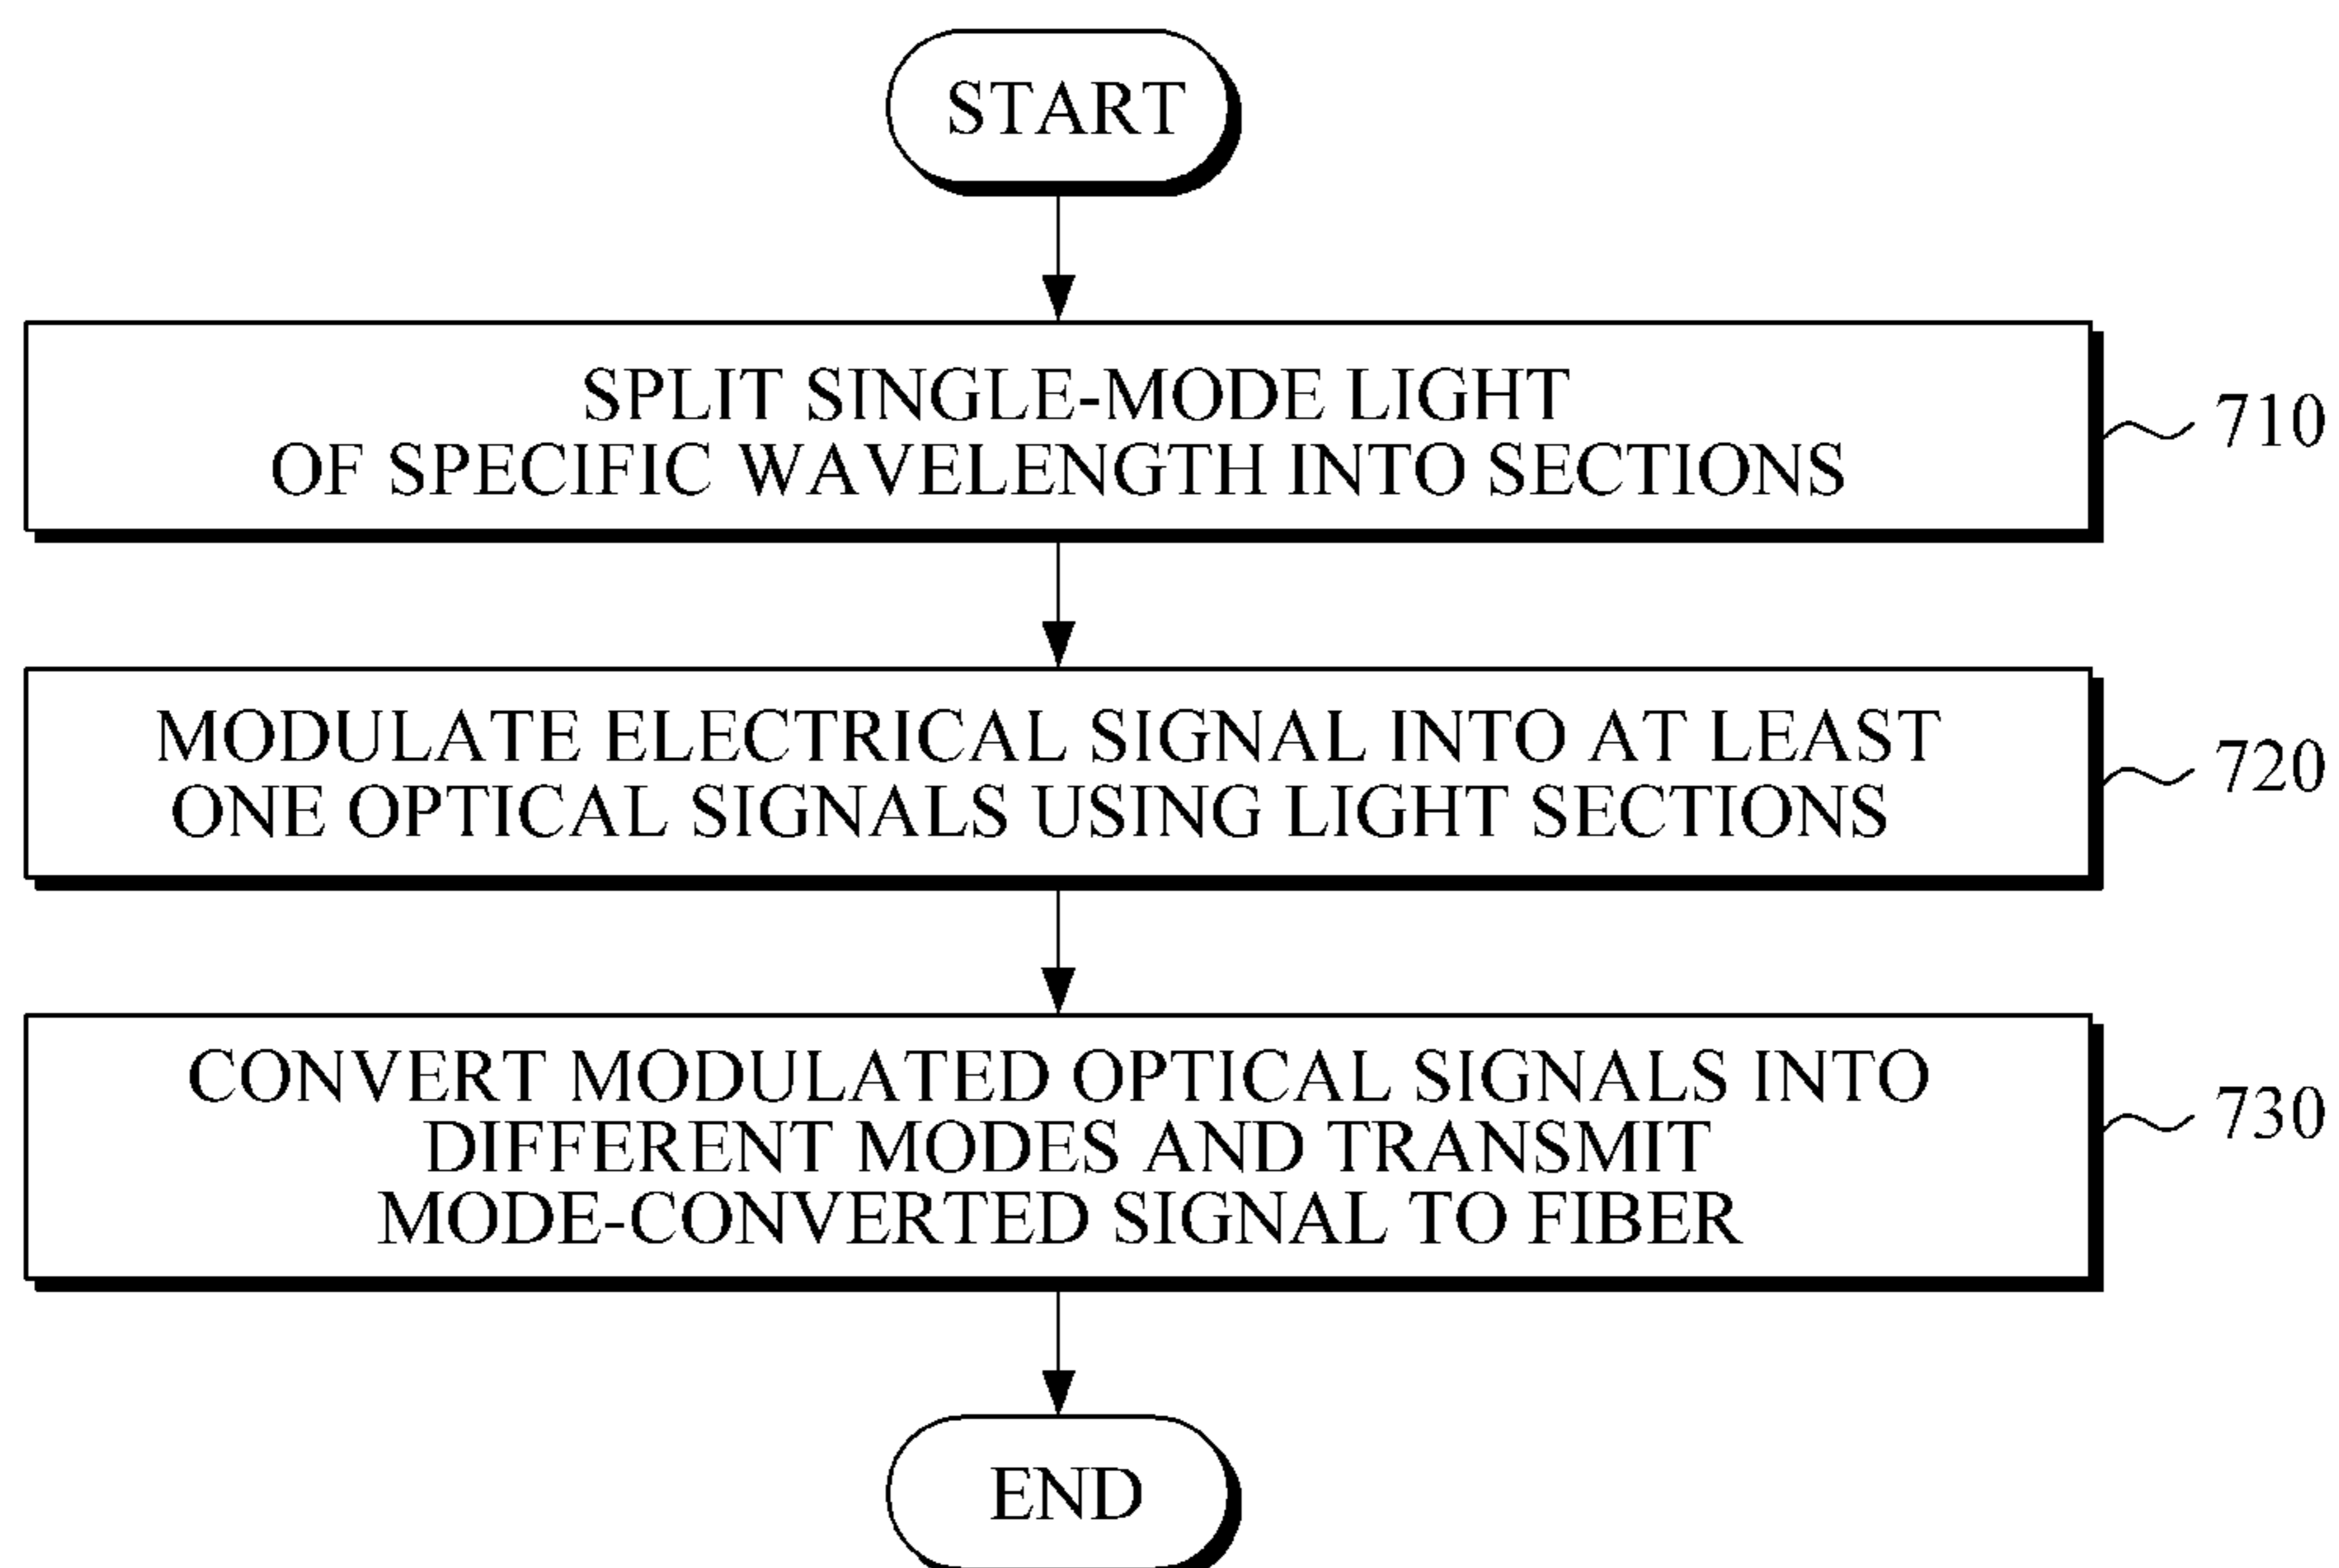 START
SPLIT SINGLE-MODE LIGHT
OF SPECIFIC WAVELENGTH INTO SECTIONS
710
MODULATE ELECTRICAL SIGNAL INTO AT LEAST
ONE OPTICAL SIGNALS USING LIGHT SECTIONS
720
CONVERT MODULATED OPTICAL SIGNALS INTO
DIFFERENT MODES AND TRANSMIT
MODE-CONVERTED SIGNAL TO FIBER
730
END